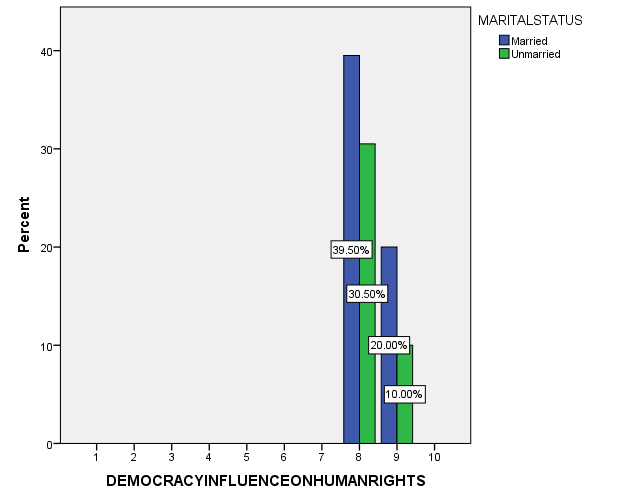 MARITALSTATUS
Married
Unmarried
Percent
40
30
20
10
0
39.50%
30.50%
20.00%
10.00%
1 2 3 4 5 6 7 8 9 10
DEMOCRACYINFLUENCEONHUMANRIGHTS